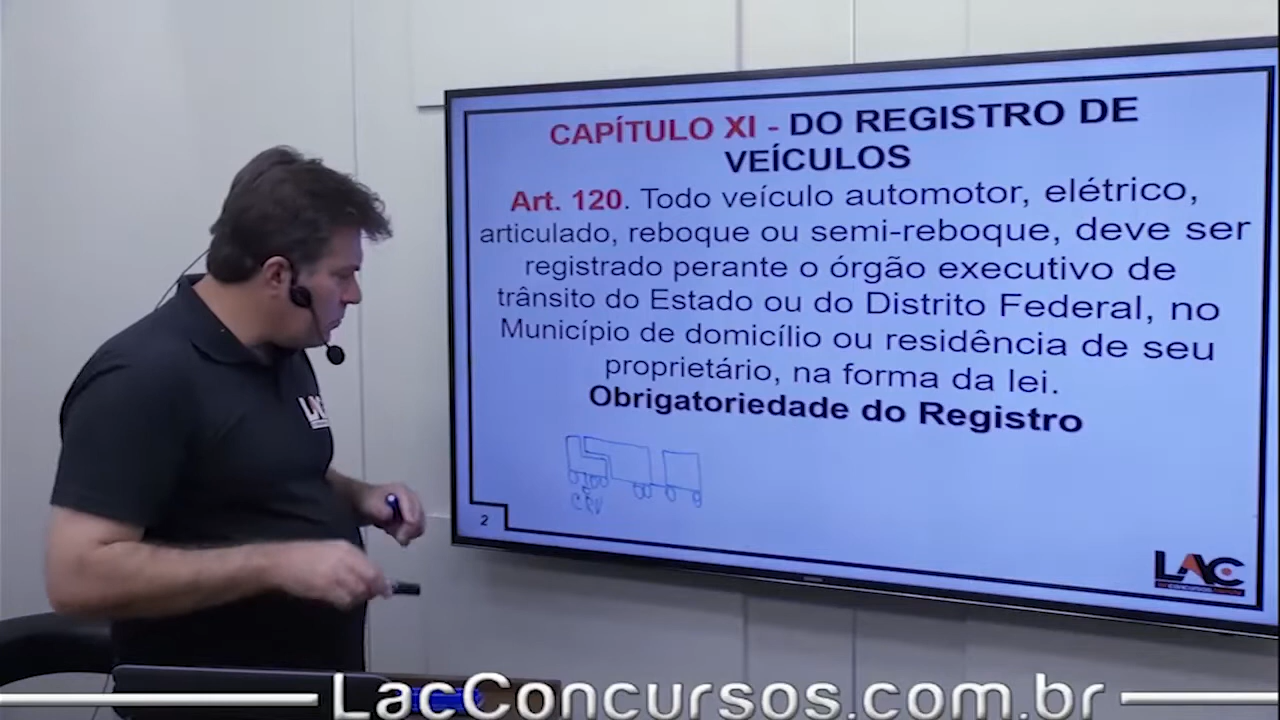 CAPÍTULO XI - DO REGISTRO DE
VEÍCULOS
Art. 120. Todo veículo automotor, elétrico,
articulado, reboque ou semi-reboque, deve ser
registrado perante o órgão executivo de
trânsito do Estado ou do Distrito Federal, no
Município de domicílio ou residência de seu
proprietário, na forma da lei.
Obrigatoriedade do Registro
CRV
2
LAC
LAC
LacConcursos.com.br